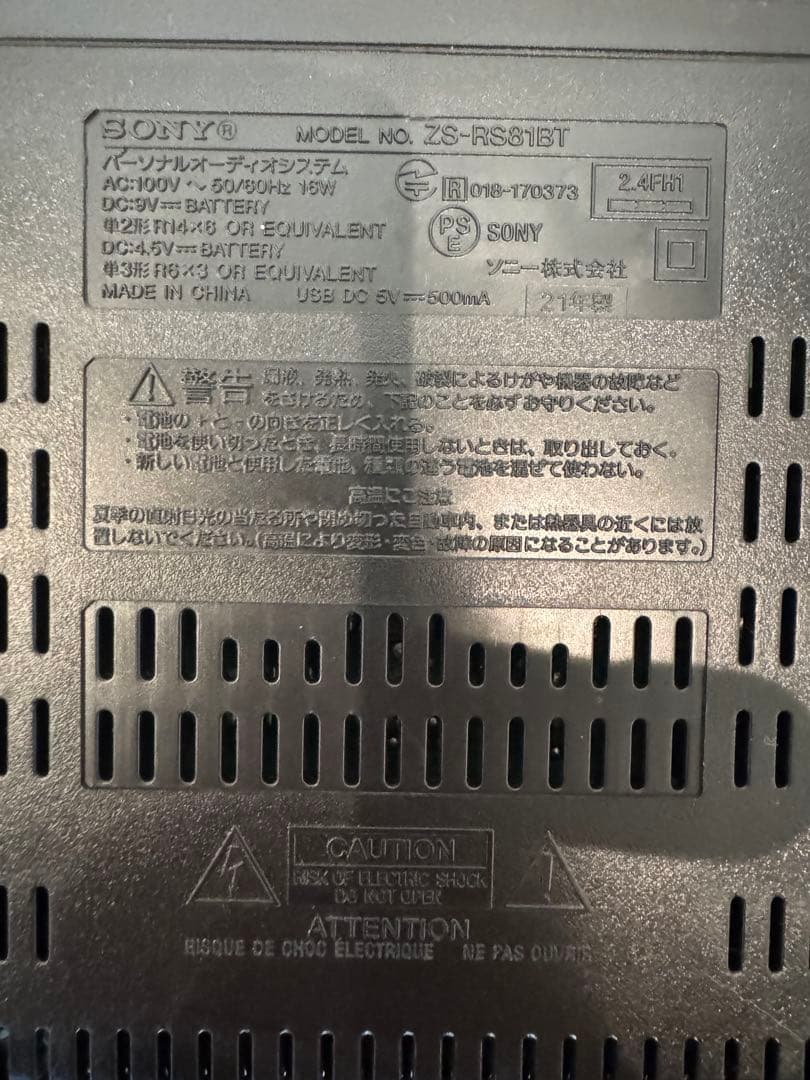 SONY® MODEL NO. ZS-RS81BT
パーソナルオーディオシステム
AC:100V ～ 50/60Hz 16W
DC:9V⎓BATTERY
単2形 R14×6 OR EQUIVALENT
DC:4.5V⎓BATTERY
単3形 R6×3 OR EQUIVALENT
MADE IN CHINA USB DC 5V⎓500mA
R 018-170373
2.4FH1
PS
E
SONY
ソニー株式会社
21年製
警告
漏液、発熱、発火、破裂によるけがや機器の故障など
をさけるため、下記のことを必ずお守りください。
・電池の＋と－の向きを正しく入れる。
・電池を使い切ったとき、長時間使用しないときは、取り出しておく。
・新しい電池と使用した電池、種類の違う電池を混ぜて使わない。
高温にご注意
夏季の直射日光の当たる所や閉め切った自動車内、または熱器具の近くには放
置しないでください。(高温により変形・変色・故障の原因になることがあります。)
CAUTION
RISK OF ELECTRIC SHOCK
DO NOT OPEN
ATTENTION
RISQUE DE CHOC ÉLECTRIQUE NE PAS OUVRIR